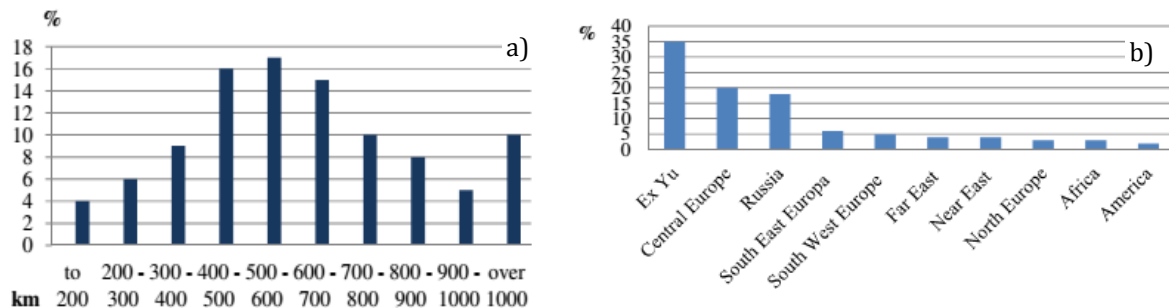 %
a)
18
16
14
12
10
8
6
4
2
0
to 200 - 300 - 400 - 500 - 600 - 700 - 800 - 900 - over
km 200 300 400 500 600 700 800 900 1000 1000
b)
%
40
35
30
25
20
15
10
5
0
Ex Yu
Central Europe
Russia
South East Europa
South West Europe
Far East
Near East
North Europe
Africa
America